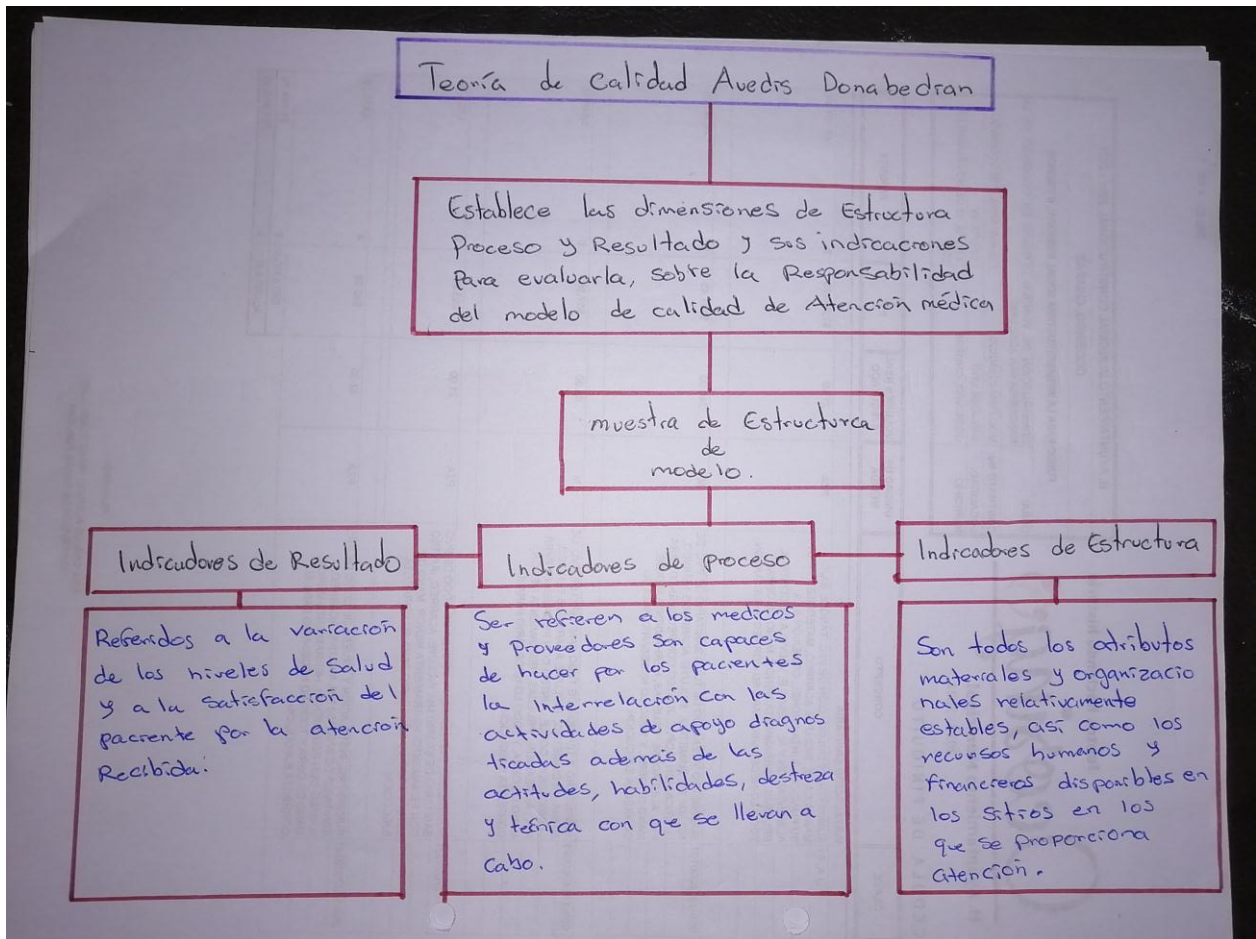 Teoría de Calidad Avedis Donabedian
Establece las dimensiones de Estructura
Proceso y Resultado y sus indicaciones
Para evaluarla, sobre la Responsabilidad
del modelo de calidad de Atención médica
muestra de Estructurca
de
modelo.
Indicadores de Resultado
Referidos a la variación
de los niveles de Salud
y a la Satisfacción del
paciente por la atención
Recibida.
Indicadores de proceso
Ser refieren a los medicos
y Proveedores Son capaces
de hacer por los pacientes
la Interrelación con las
actividades de apoyo diagnos
ticadas además de las
actitudes, habilidades, destreza
y técnica con que se llevan a
Cabo.
Indicadores de Estructura
Son todos los atributos
materiales y organizacio
nales relativamente
estables, así como los
recursos humanos y
financieros disponibles en
los Sitios en los
que se Proporciona
atención.